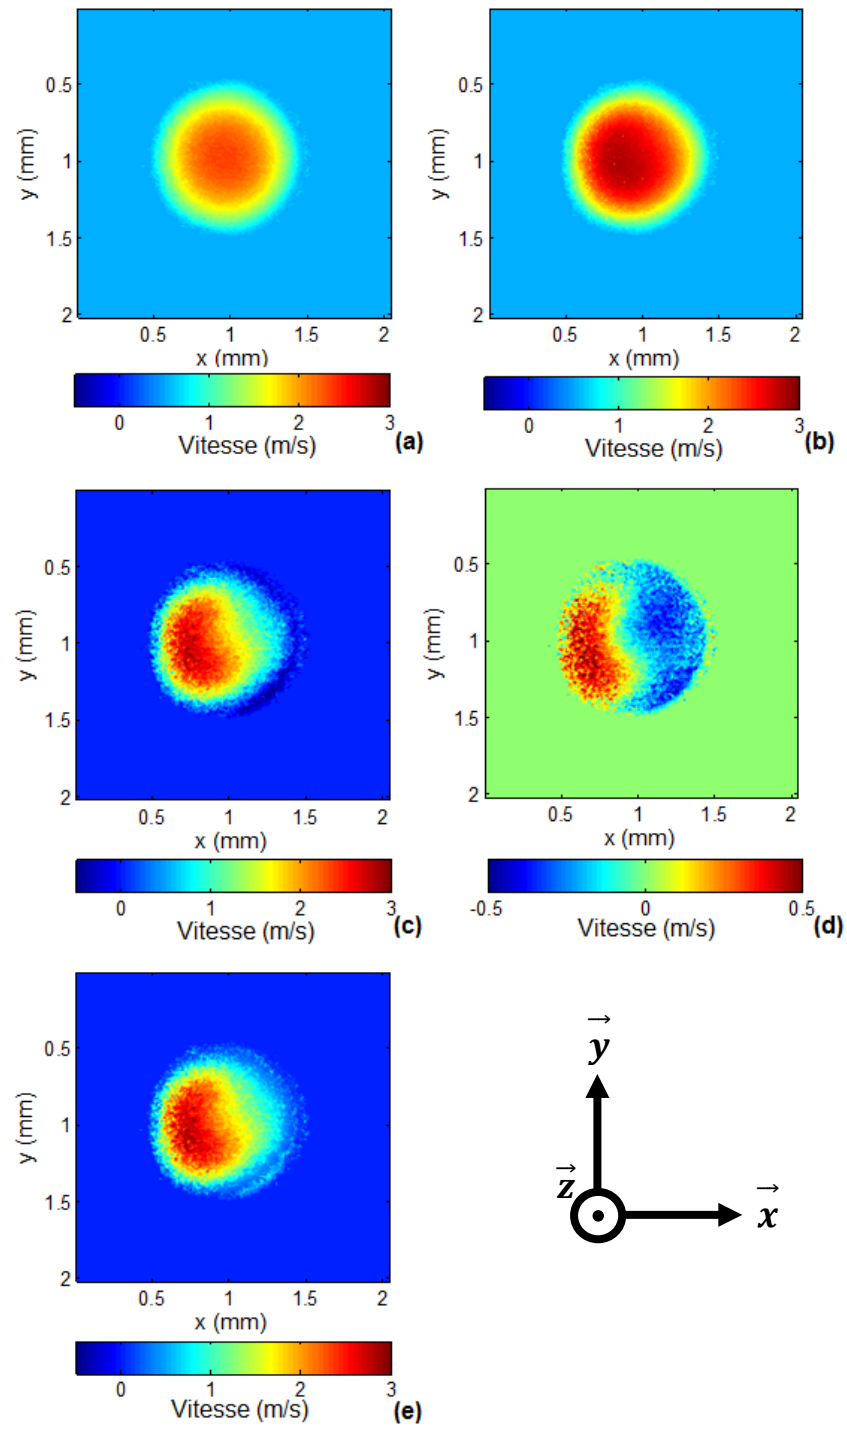 0.5 0.5
y (mm) 1 y (mm) 1
1.5 1.5
2 2
0.5 1 1.5 2 0.5 1 1.5 2
x (mm) x (mm)
0 1 2 3 0 1 2 3
Vitesse (m/s) (a) Vitesse (m/s) (b)
0.5 0.5
y (mm) 1 y (mm) 1
1.5 1.5
2 2
0.5 1 1.5 2 0.5 1 1.5 2
x (mm) x (mm)
0 1 2 3 -0.5 0 0.5
Vitesse (m/s) (c) Vitesse (m/s) (d)
0.5 y⃗
y (mm) 1
1.5 z⃗ x⃗
2
0.5 1 1.5 2
x (mm)
0 1 2 3
Vitesse (m/s) (e)